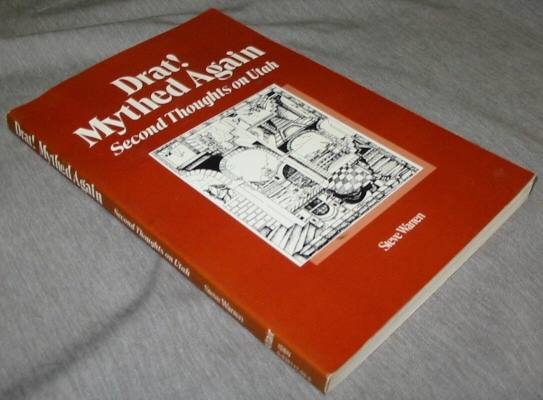 Drat!
Mythed Again
Second Thoughts on Utah
Steve Warren
Drat! Mythed Again
Second Thoughts on Utah
Steve Warren